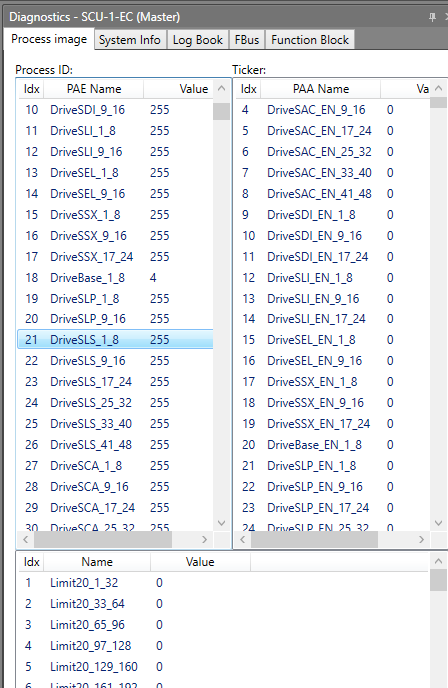 Diagnostics - SCU-1-EC (Master)
Process image System Info Log Book FBus Function Block
Process ID: Ticker:
Idx PAE Name Value Idx PAA Name Va
10 DriveSDI_9_16 255 4 DriveSAC_EN_9_16 0
11 DriveSLI_1_8 255 5 DriveSAC_EN_17_24 0
12 DriveSLI_9_16 255 6 DriveSAC_EN_25_32 0
13 DriveSEL_1_8 255 7 DriveSAC_EN_33_40 0
14 DriveSEL_9_16 255 8 DriveSAC_EN_41_48 0
15 DriveSSX_1_8 255 9 DriveSDI_EN_1_8 0
16 DriveSSX_9_16 255 10 DriveSDI_EN_9_16 0
17 DriveSSX_17_24 255 11 DriveSDI_EN_17_24 0
18 DriveBase_1_8 4 12 DriveSLI_EN_1_8 0
19 DriveSLP_1_8 255 13 DriveSLI_EN_9_16 0
20 DriveSLP_9_16 255 14 DriveSLI_EN_17_24 0
21 DriveSLS_1_8 255 15 DriveSEL_EN_1_8 0
22 DriveSLS_9_16 255 16 DriveSEL_EN_9_16 0
23 DriveSLS_17_24 255 17 DriveSSX_EN_1_8 0
24 DriveSLS_25_32 255 18 DriveSSX_EN_9_16 0
25 DriveSLS_33_40 255 19 DriveSSX_EN_17_24 0
26 DriveSLS_41_48 255 20 DriveBase_EN_1_8 0
27 DriveSCA_1_8 255 21 DriveSLP_EN_1_8 0
28 DriveSCA_9_16 255 22 DriveSLP_EN_9_16 0
29 DriveSCA_17_24 255 23 DriveSLP_EN_17_24 0
30 DriveSCA_25_32 255 24 DriveSLP_EN_25_32 0
Idx Name Value
1 Limit20_1_32 0
2 Limit20_33_64 0
3 Limit20_65_96 0
4 Limit20_97_128 0
5 Limit20_129_160 0
6 Limit20_161_192 0